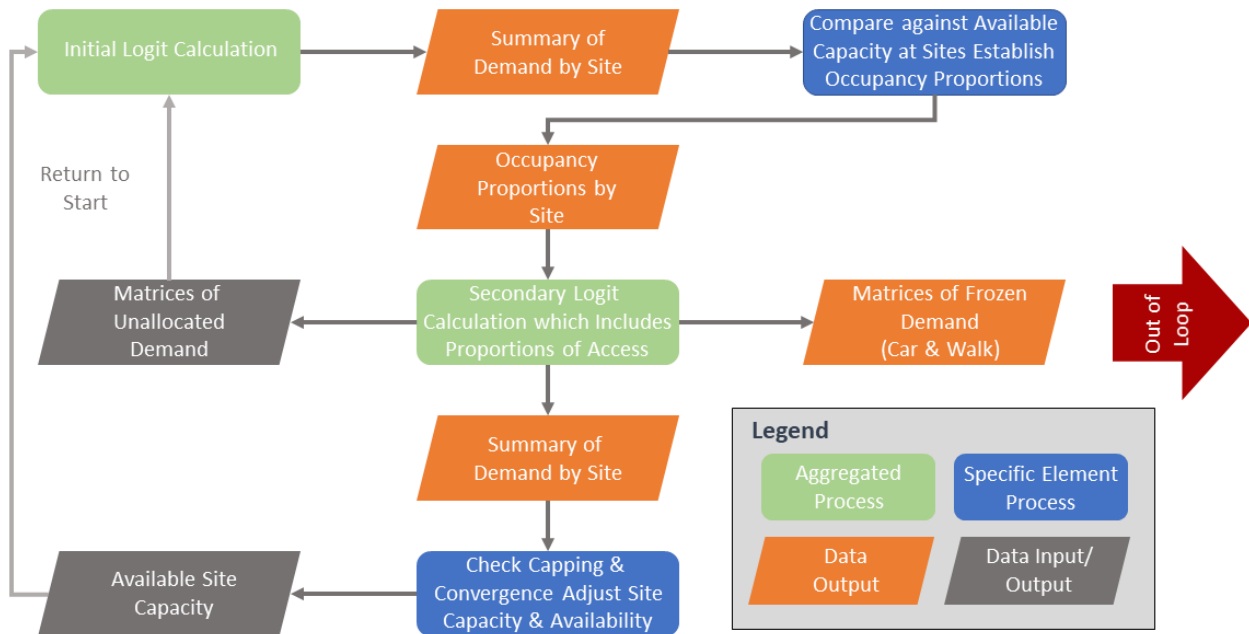 Initial Logit Calculation
Summary of
Demand by Site
Compare against Available
Capacity at Sites Establish
Occupancy Proportions
Return to
Start
Occupancy
Proportions by
Site
Matrices of
Unallocated
Demand
Secondary Logit
Calculation which Includes
Proportions of Access
Matrices of Frozen
Demand
(Car & Walk)
Out of
Loop
Summary of
Demand by Site
Available Site
Capacity
Check Capping &
Convergence Adjust Site
Capacity & Availability
Legend
Aggregated
Process
Specific Element
Process
Data
Output
Data Input/
Output